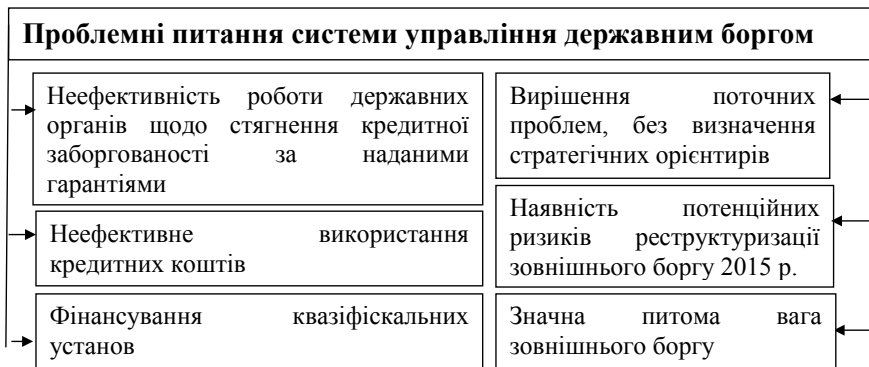 Проблемні питання системи управління державним боргом
Неефективність роботи державних
органів щодо стягнення кредитної
заборгованості за наданими
гарантіями
Неефективне використання
кредитних коштів
Фінансування квазіфіскальних
установ
Вирішення поточних
проблем, без визначення
стратегічних орієнтирів
Наявність потенційних
ризиків реструктуризації
зовнішнього боргу 2015 р.
Значна питома вага
зовнішнього боргу